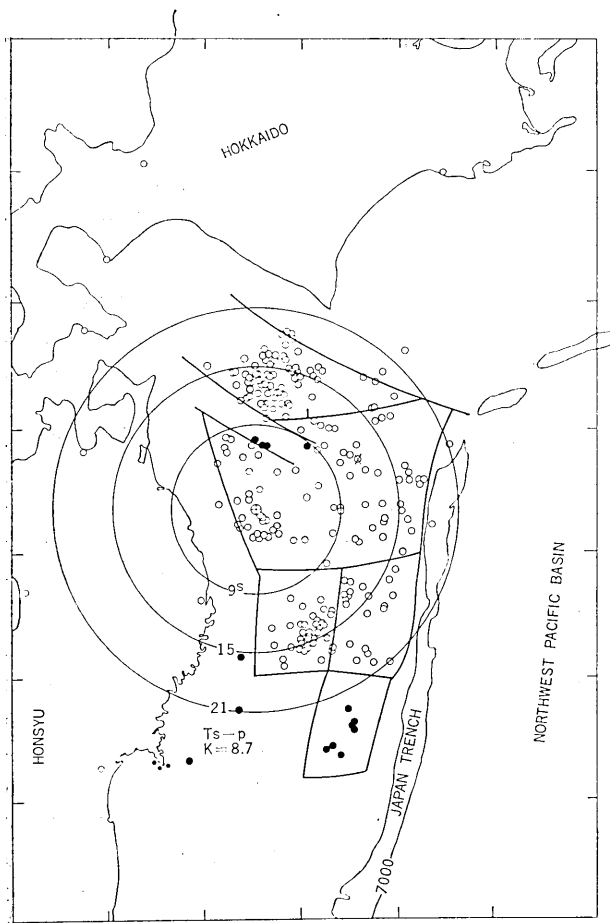 HOKKAIDO
9s
15
21
Ts—p
K=8.7
HONSYU
JAPAN TRENCH
7000
NORTHWEST PACIFIC BASIN